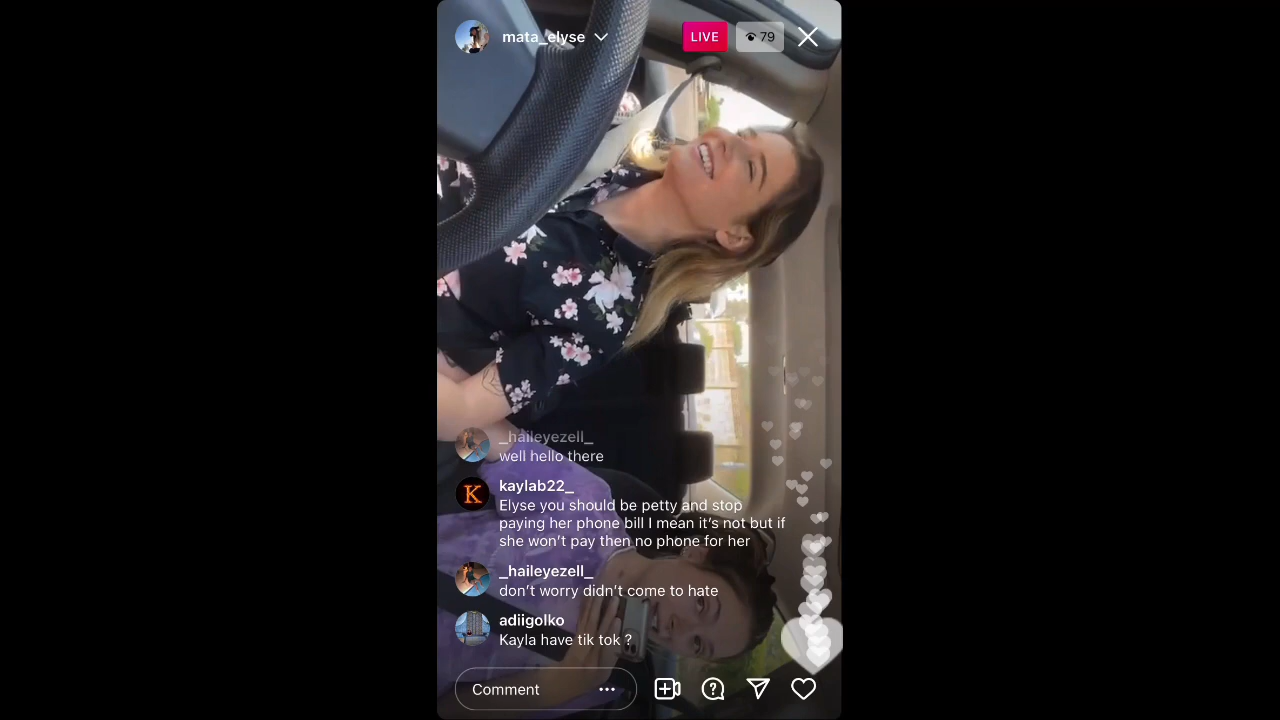 mata_elyse
LIVE
79
_haileyezell_
well hello there
K
kaylab22_
Elyse you should be petty and stop
paying her phone bill I mean it’s not but if
she won’t pay then no phone for her
_haileyezell_
don’t worry didn’t come to hate
adiigolko
Kayla have tik tok ?
Comment